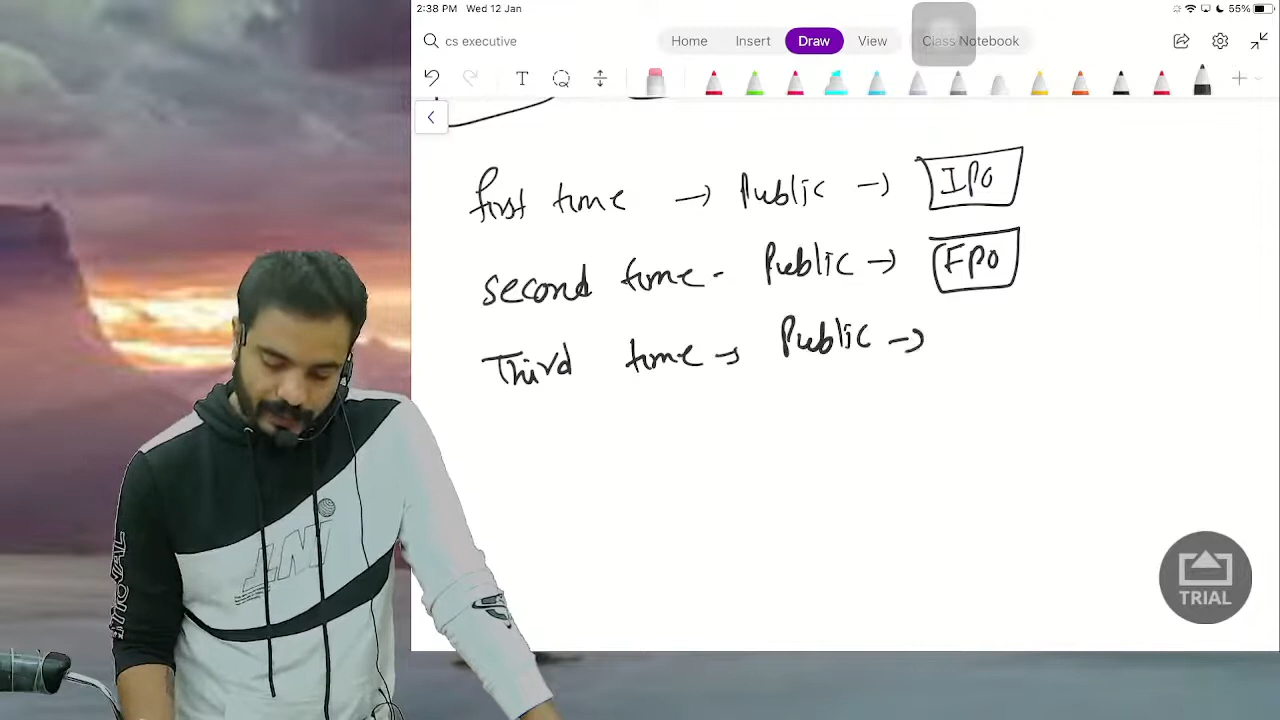 2:38 PM Wed 12 Jan
55%
cs executive
Home Insert Draw View Class Notebook
T
first time → Public → IPO
second time - Public → FPO
Third time → Public →
TRIAL